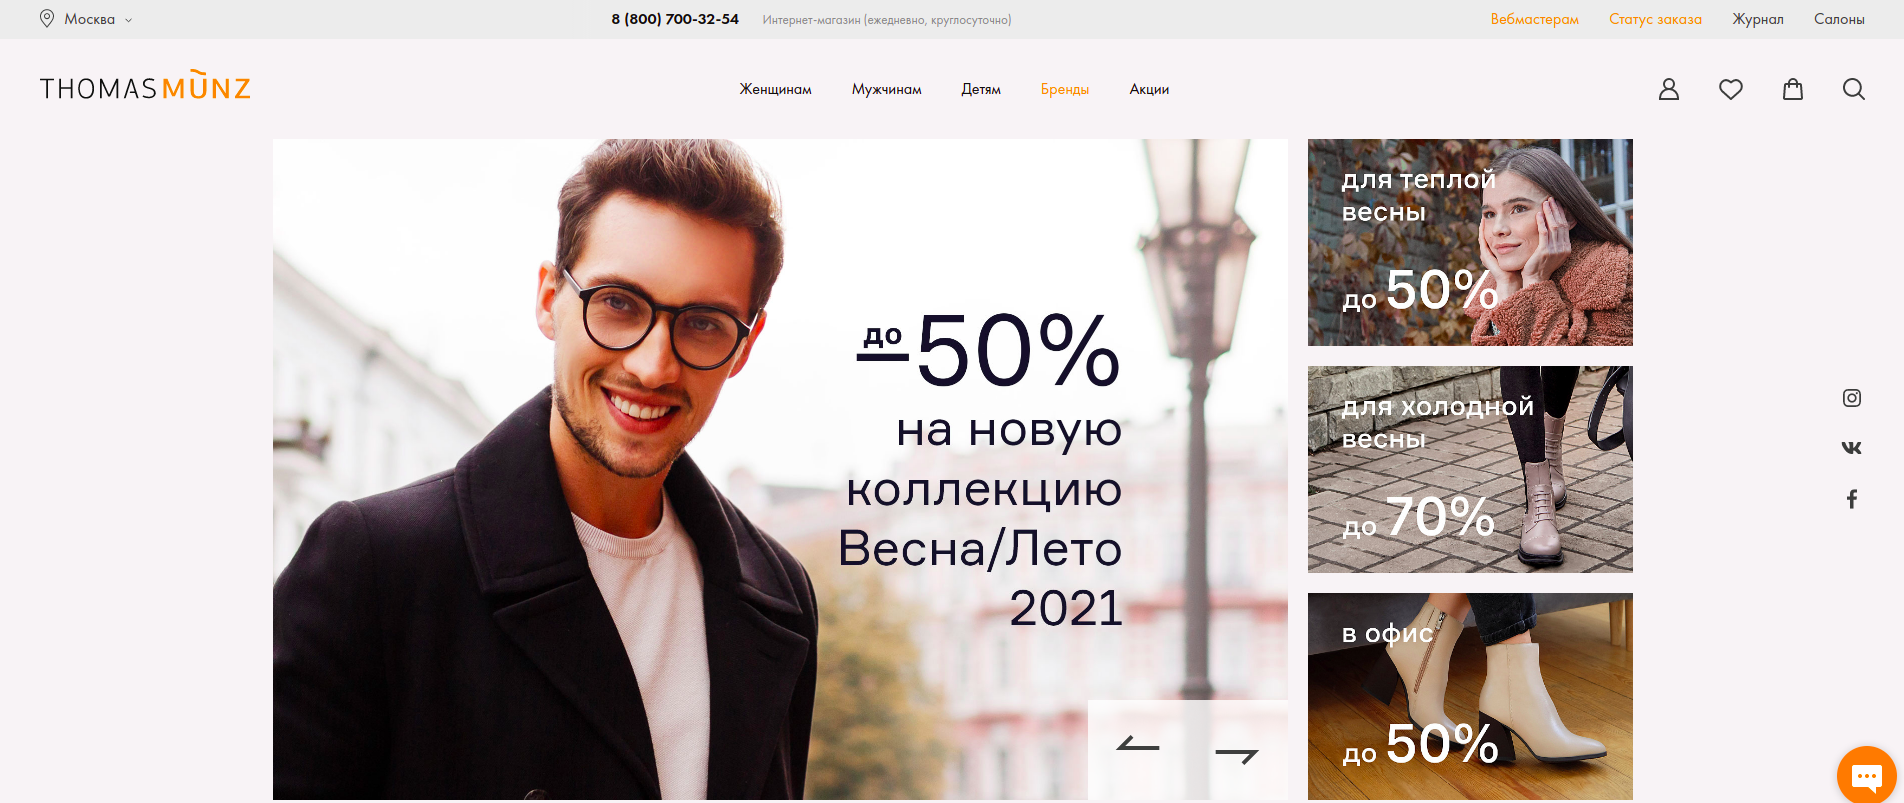 Москва
8 (800) 700-32-54 Интернет-магазин (ежедневно, круглосуточно)
Вебмастерам Статус заказа Журнал Салоны
THOMAS MÜNZ
Женщинам Мужчинам Детям Бренды Акции
до
–50%
на новую
коллекцию
Весна/Лето
2021
для теплой
весны
до 50%
для холодной
весны
до 70%
в офис
до 50%